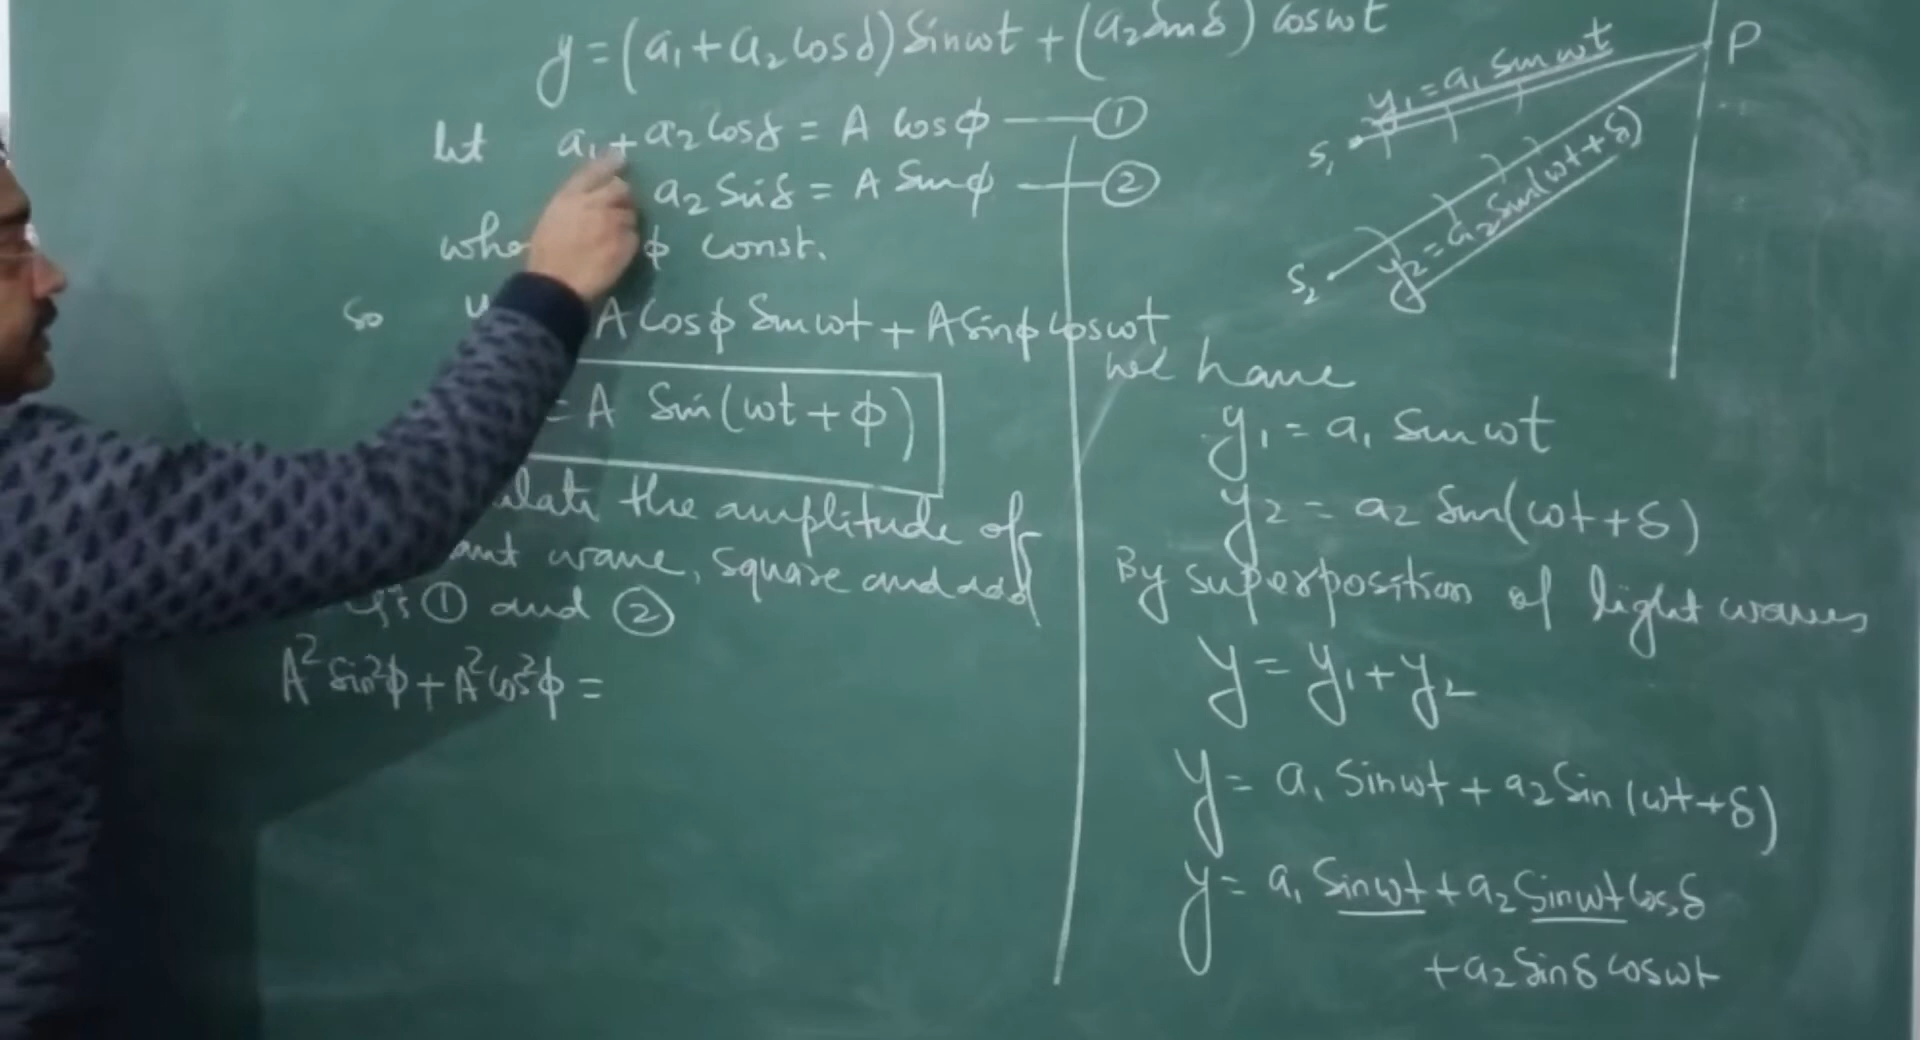 y = (a₁ + a₂ Cosδ) Sinωt + (a₂ Sinδ) cosωt
let a₁ + a₂ Cosδ = A Cosϕ — ①
a₂ Sinδ = A Sinϕ — ②
ϕ const.
so A Cosϕ Sinωt + A Sinϕ Cosωt
= A Sin(ωt + ϕ)
the amplitude of
wave, square and add
① and ②
A² Sin²ϕ + A² Cos²ϕ =
P
y₁ = a₁ Sinωt
S₁
y₂ = a₂ Sin(ωt + δ)
S₂
We have
y₁ = a₁ Sinωt
y₂ = a₂ Sin(ωt + δ)
By superposition of light waves
y = y₁ + y₂
y = a₁ Sinωt + a₂ Sin(ωt + δ)
y = a₁ Sinωt + a₂ Sinωt Cosδ
+ a₂ Sinδ cosωt